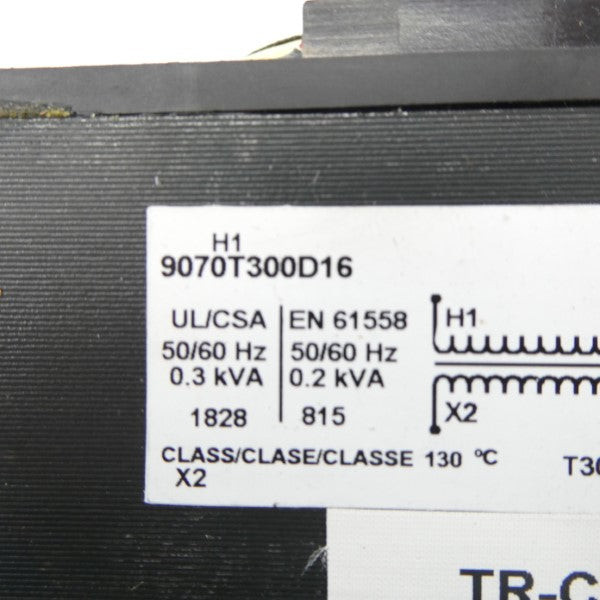 H1
9070T300D16
UL/CSA EN 61558
50/60 Hz 50/60 Hz
0.3 kVA 0.2 kVA
1828 815
H1
X2
CLASS/CLASE/CLASSE 130 °C
X2